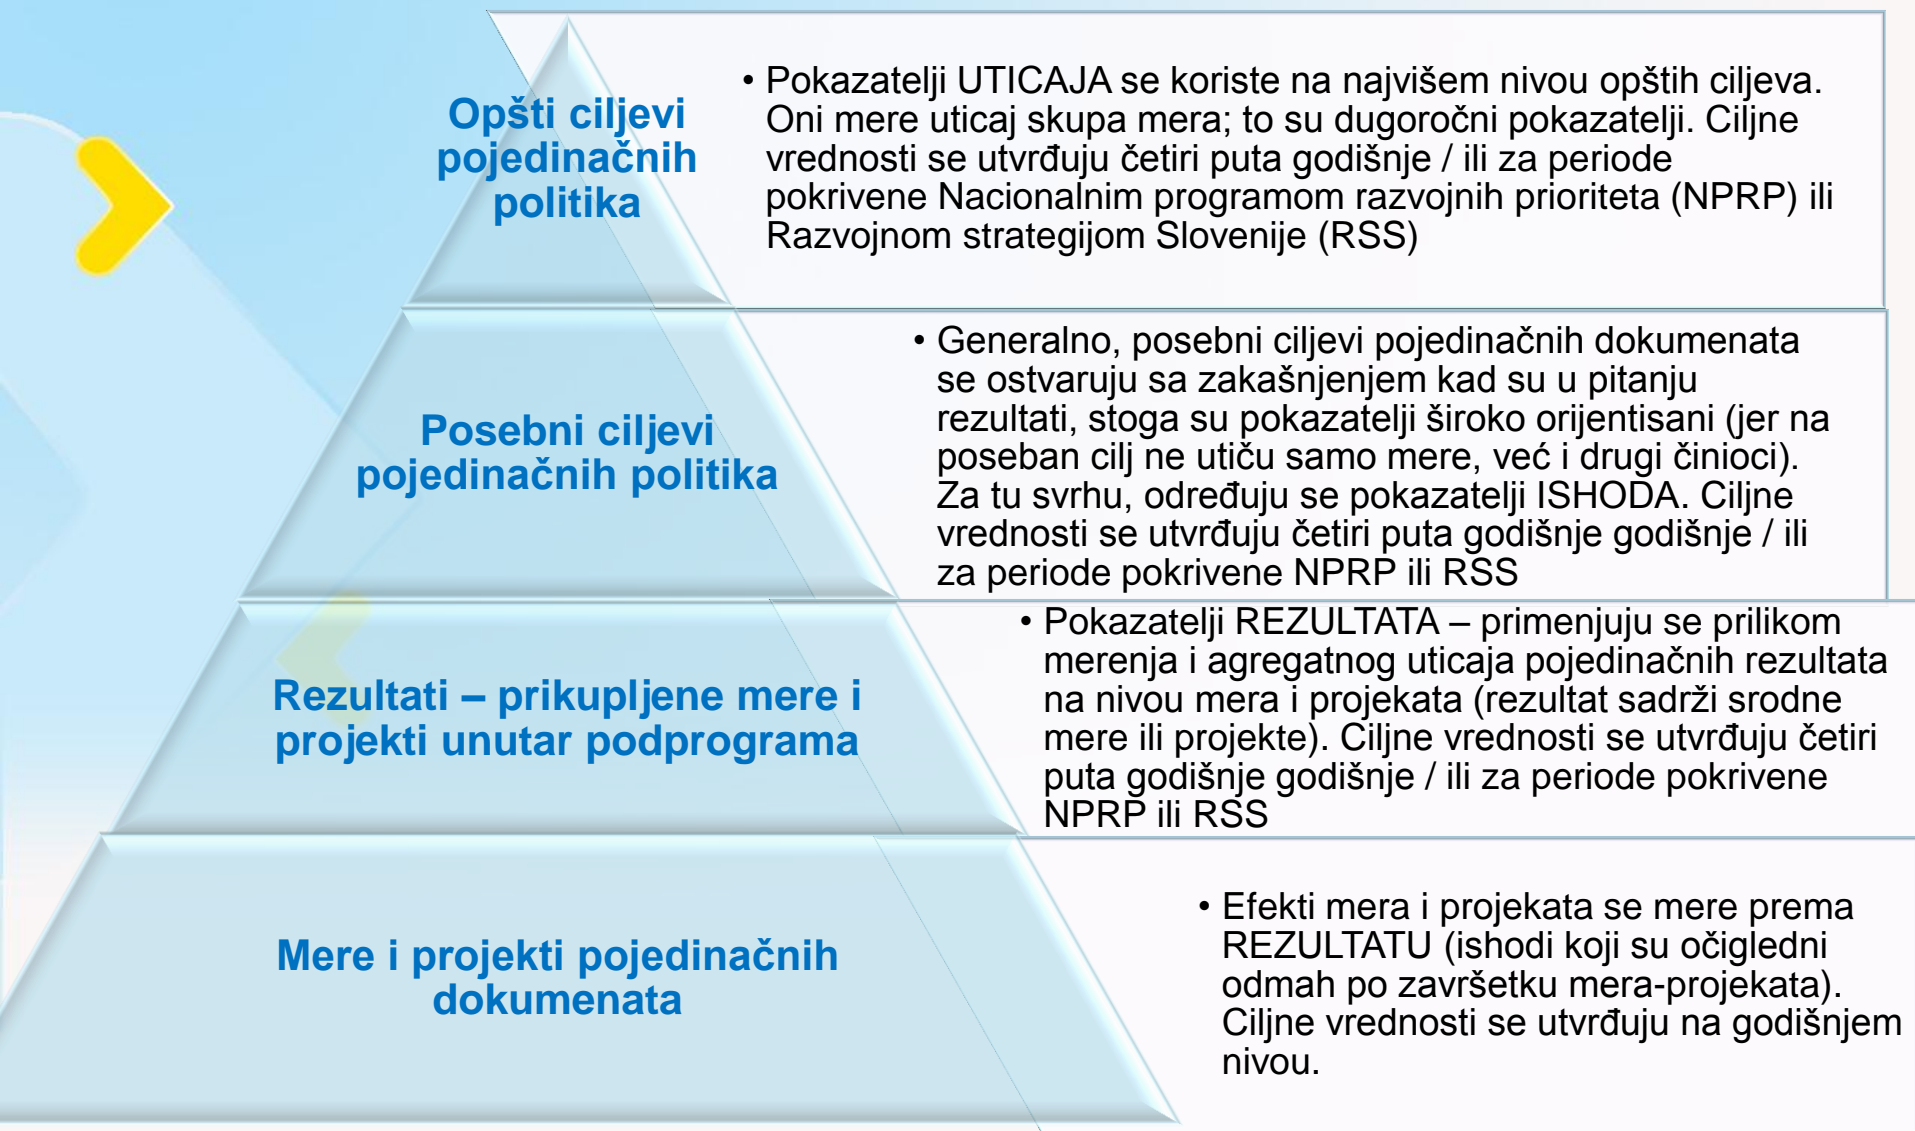 Opšti ciljevi
pojedinačnih
politika
• Pokazatelji UTICAJA se koriste na najvišem nivou opštih ciljeva.
Oni mere uticaj skupa mera; to su dugoročni pokazatelji. Ciljne
vrednosti se utvrđuju četiri puta godišnje / ili za periode
pokrivene Nacionalnim programom razvojnih prioriteta (NPRP) ili
Razvojnom strategijom Slovenije (RSS)
Posebni ciljevi
pojedinačnih politika
• Generalno, posebni ciljevi pojedinačnih dokumenata
se ostvaruju sa zakašnjenjem kad su u pitanju
rezultati, stoga su pokazatelji široko orijentisani (jer na
poseban cilj ne utiču samo mere, već i drugi činioci).
Za tu svrhu, određuju se pokazatelji ISHODA. Ciljne
vrednosti se utvrđuju četiri puta godišnje godišnje / ili
za periode pokrivene NPRP ili RSS
Rezultati – prikupljene mere i
projekti unutar podprograma
• Pokazatelji REZULTATA – primenjuju se prilikom
merenja i agregatnog uticaja pojedinačnih rezultata
na nivou mera i projekata (rezultat sadrži srodne
mere ili projekte). Ciljne vrednosti se utvrđuju četiri
puta godišnje godišnje / ili za periode pokrivene
NPRP ili RSS
Mere i projekti pojedinačnih
dokumenata
• Efekti mera i projekata se mere prema
REZULTATU (ishodi koji su očigledni
odmah po završetku mera-projekata).
Ciljne vrednosti se utvrđuju na godišnjem
nivou.